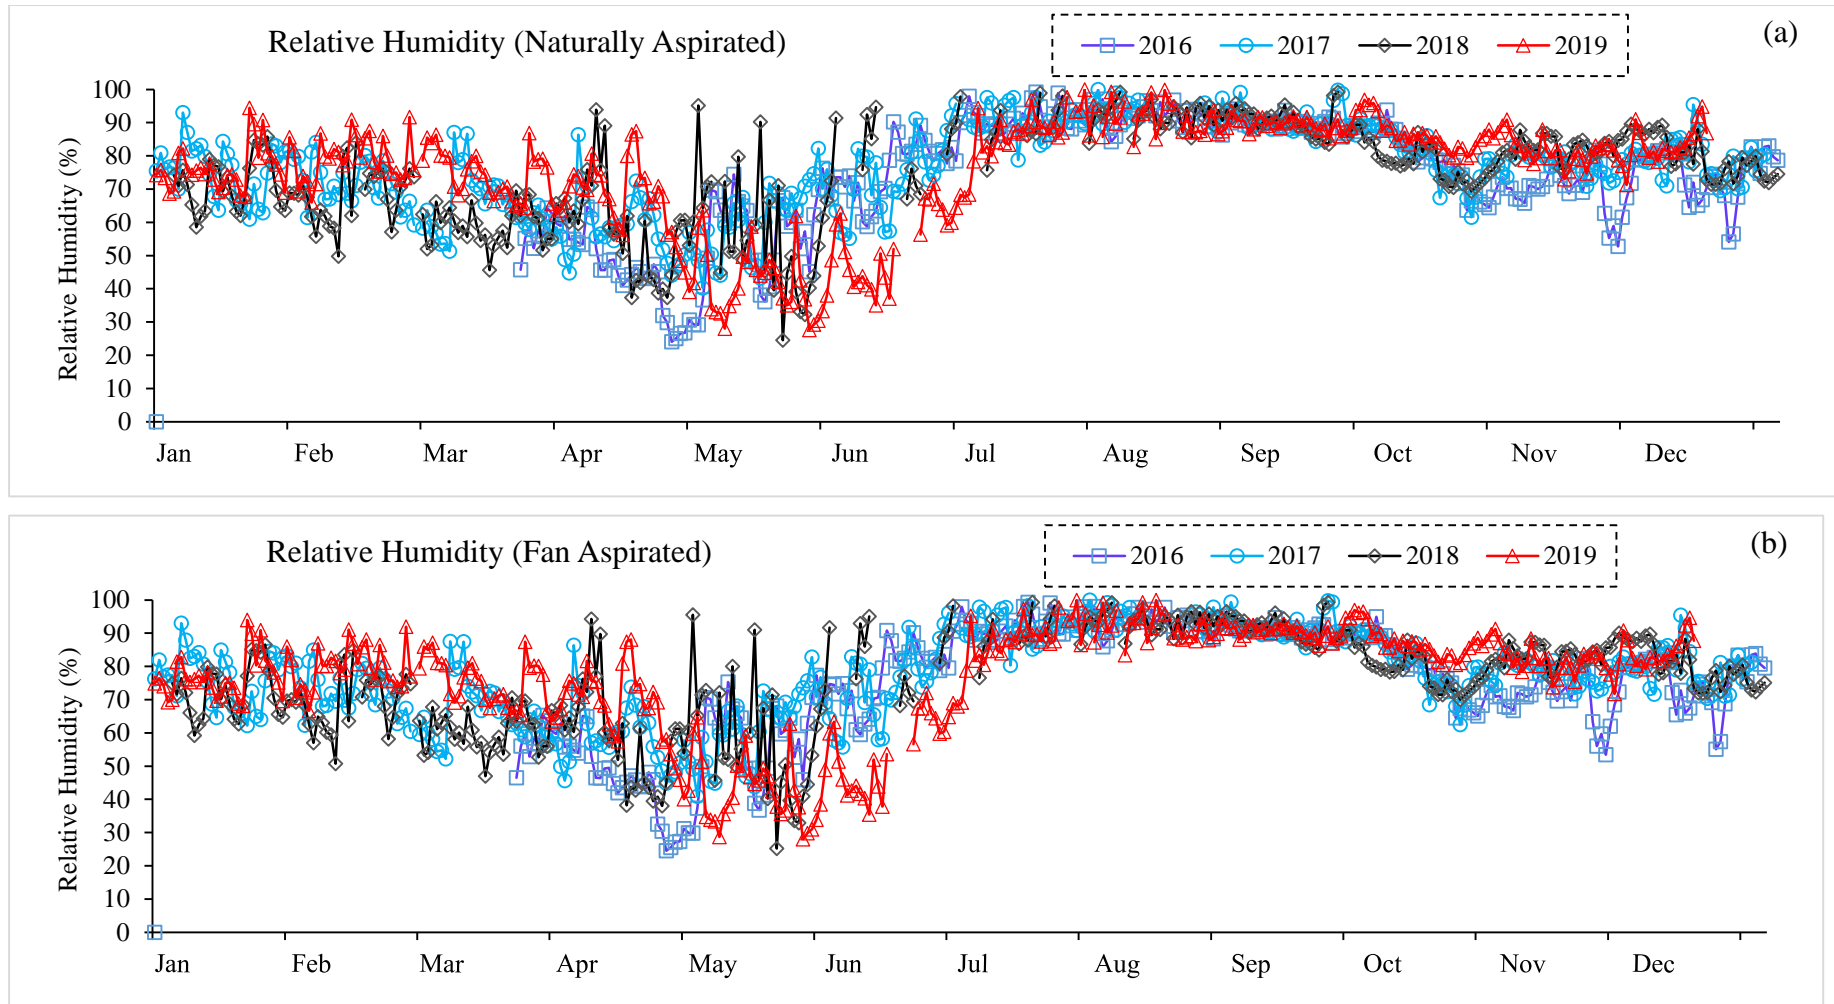 Relative Humidity (Naturally Aspirated)
2016 2017 2018 2019
(a)
Relative Humidity (%)
100
90
80
70
60
50
40
30
20
10
0
Jan Feb Mar Apr May Jun Jul Aug Sep Oct Nov Dec
Relative Humidity (Fan Aspirated)
2016 2017 2018 2019
(b)
Relative Humidity (%)
100
90
80
70
60
50
40
30
20
10
0
Jan Feb Mar Apr May Jun Jul Aug Sep Oct Nov Dec